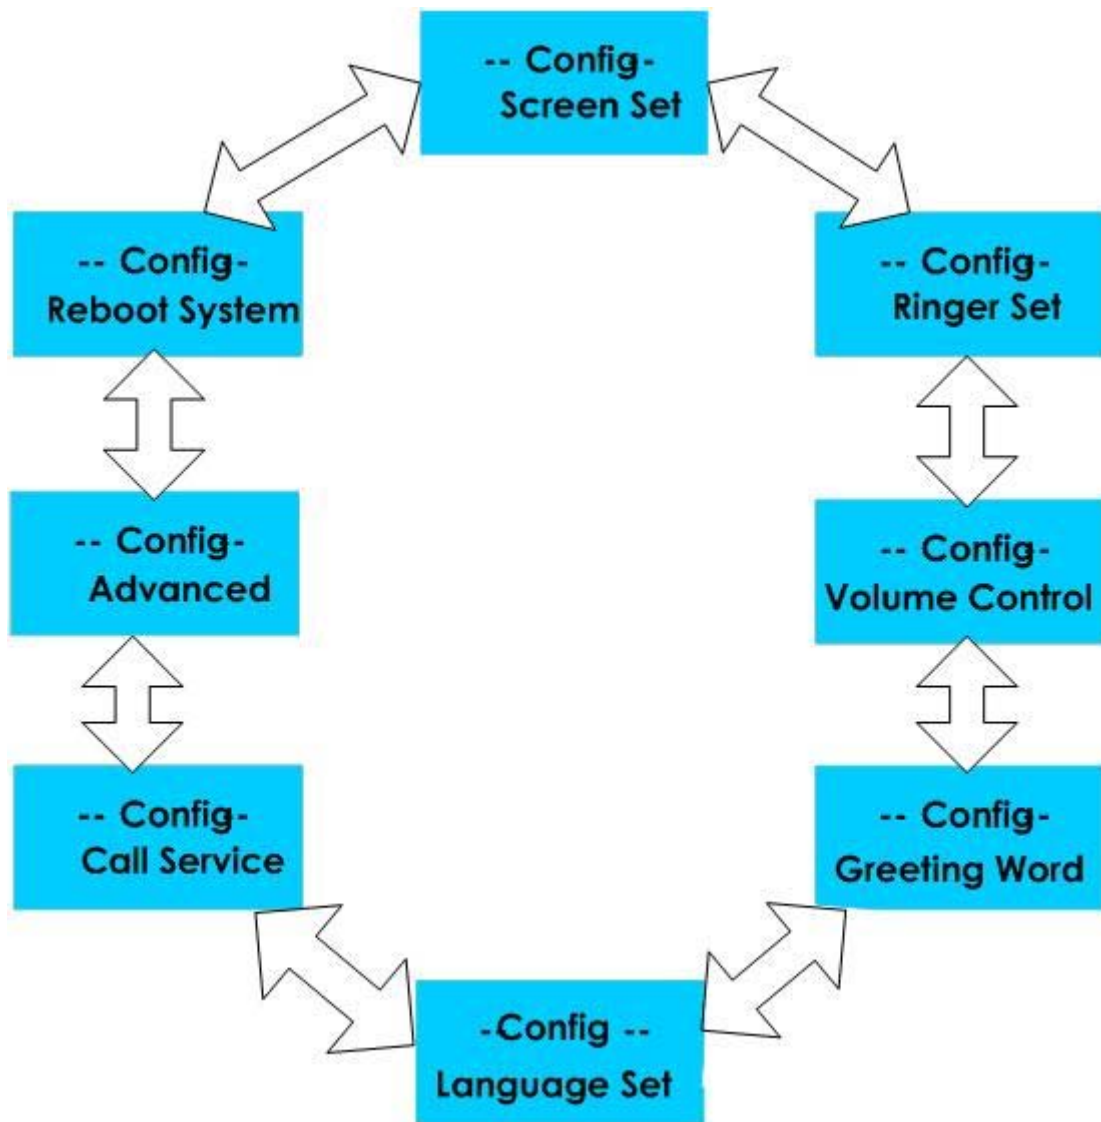 -- Config-
Screen Set
-- Config-
Reboot System
-- Config-
Ringer Set
-- Config-
Advanced
-- Config-
Volume Control
-- Config-
Call Service
-- Config-
Greeting Word
-Config --
Language Set